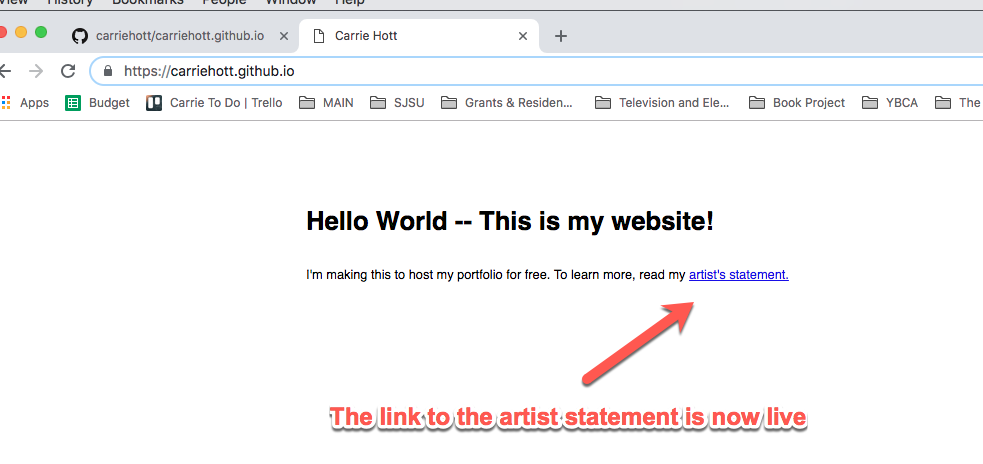 View History Bookmarks People Window Help
carriehott/carriehott.github.io Carrie Hott
https://carriehott.github.io
Apps Budget Carrie To Do | Trello MAIN SJSU Grants & Residen... Television and Ele... Book Project YBCA The
Hello World -- This is my website!
I'm making this to host my portfolio for free. To learn more, read my artist's statement.
The link to the artist statement is now live